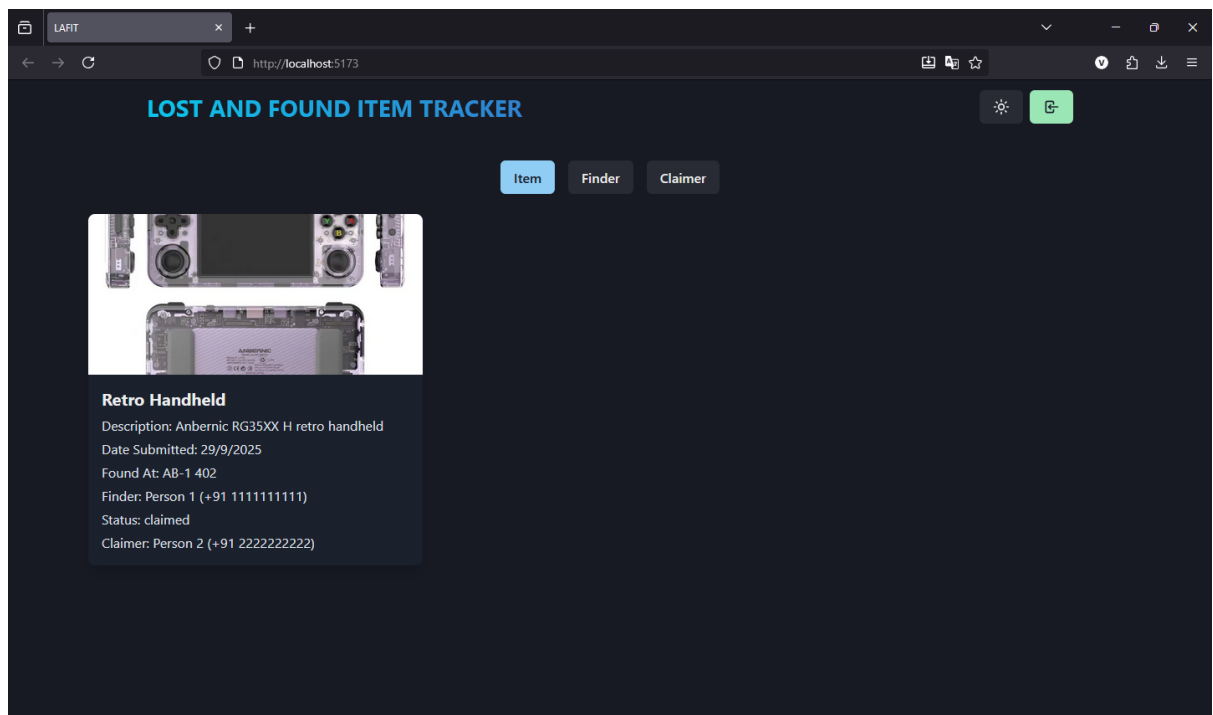 LAFIT
http://localhost:5173
LOST AND FOUND ITEM TRACKER
Item
Finder
Claimer
Y
B
ANBERNIC
Retro Handheld
Description: Anbernic RG35XX H retro handheld
Date Submitted: 29/9/2025
Found At: AB-1 402
Finder: Person 1 (+91 1111111111)
Status: claimed
Claimer: Person 2 (+91 2222222222)